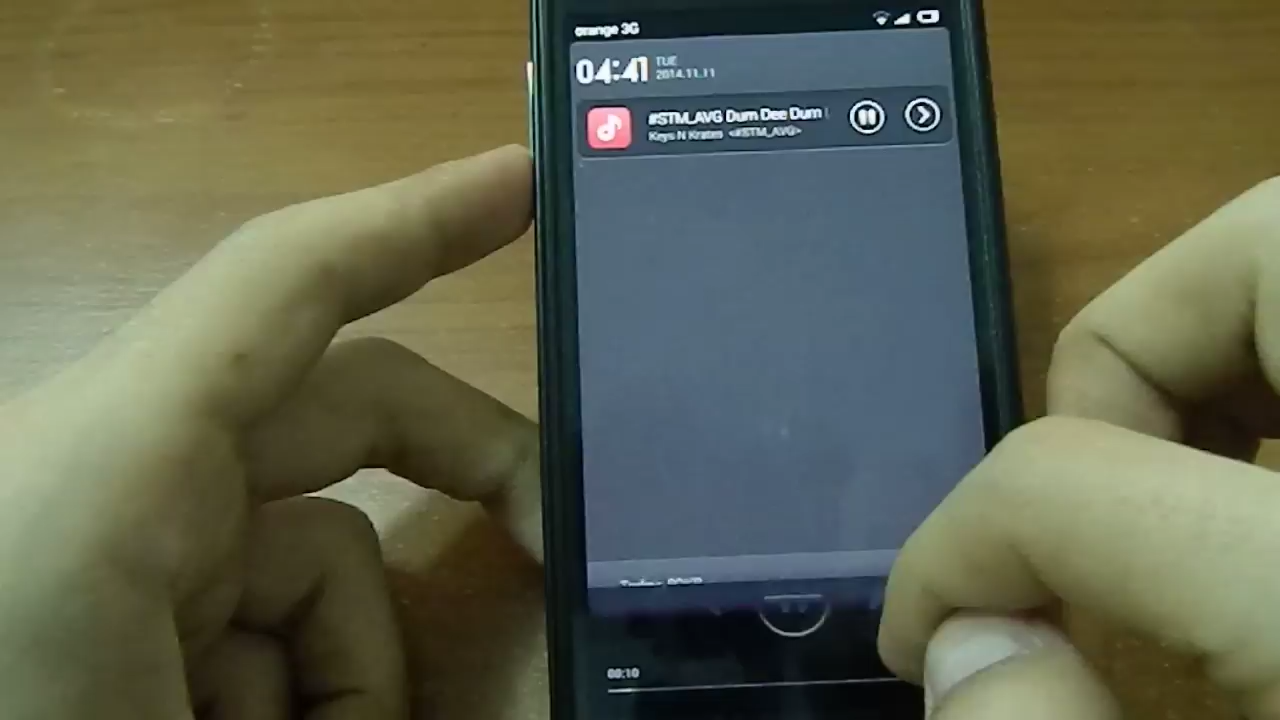 orange 3G
04:41
TUE
2014.11.11
#STM_AVG Dum Dee Dum
Keys N Krates <#STM_AVG>
00:10